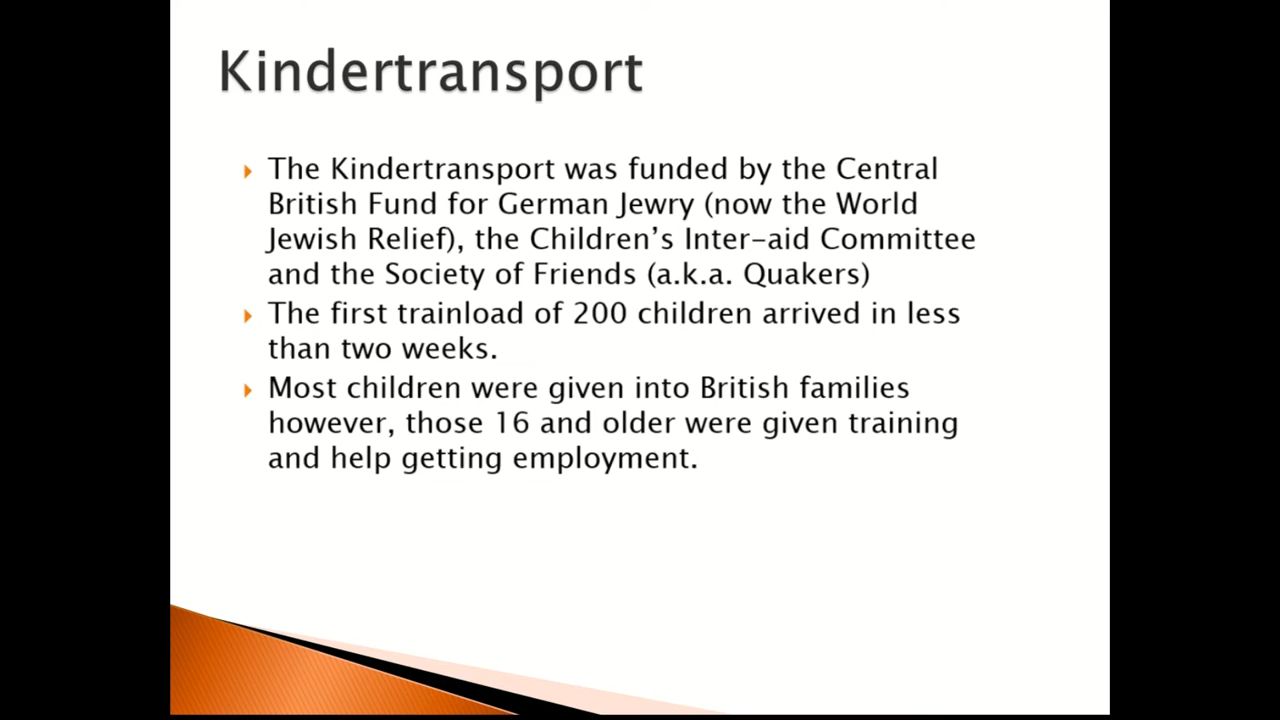 Kindertransport
The Kindertransport was funded by the Central
British Fund for German Jewry (now the World
Jewish Relief), the Children’s Inter-aid Committee
and the Society of Friends (a.k.a. Quakers)
The first trainload of 200 children arrived in less
than two weeks.
Most children were given into British families
however, those 16 and older were given training
and help getting employment.